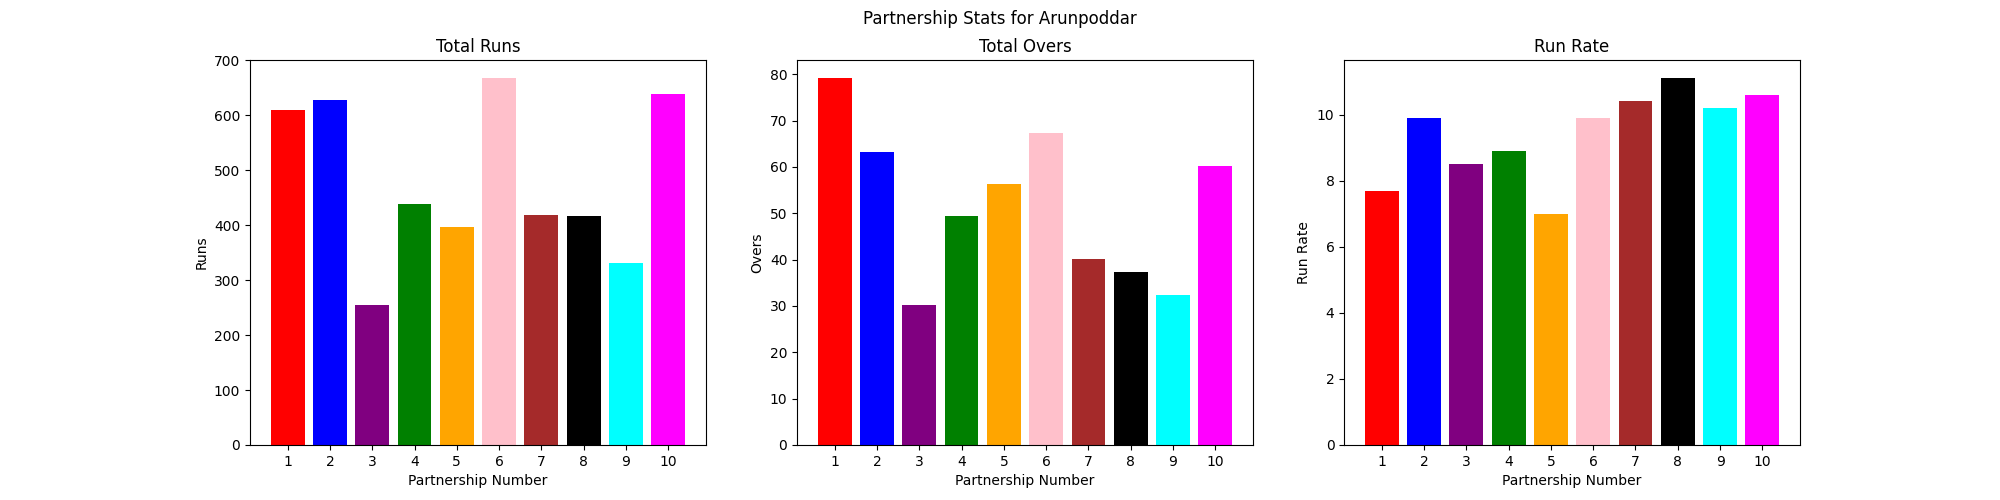 Partnership Stats for Arunpoddar
Total Runs
700
600
500
400
300
200
100
0
Runs
1 2 3 4 5 6 7 8 9 10
Partnership Number
Total Overs
80
70
60
50
40
30
20
10
0
Overs
1 2 3 4 5 6 7 8 9 10
Partnership Number
Run Rate
10
8
6
4
2
0
Run Rate
1 2 3 4 5 6 7 8 9 10
Partnership Number